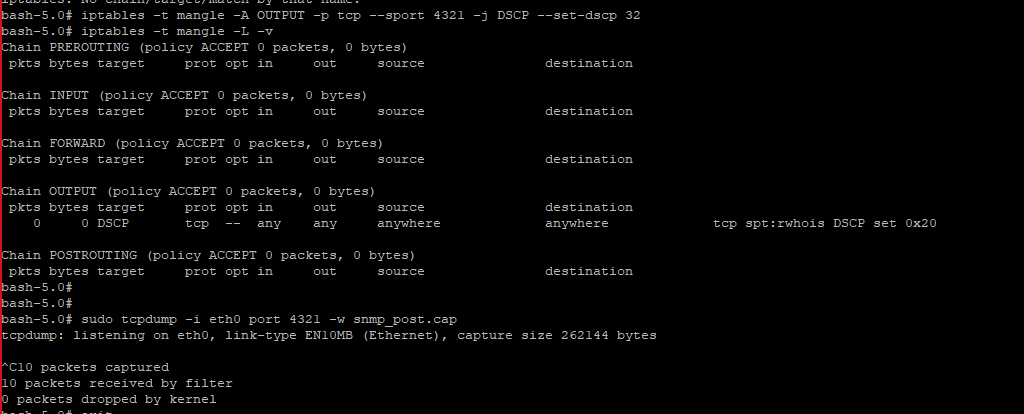 iptables: No chain/target/match by that name.
bash-5.0# iptables -t mangle -A OUTPUT -p tcp --sport 4321 -j DSCP --set-dscp 32
bash-5.0# iptables -t mangle -L -v
Chain PREROUTING (policy ACCEPT 0 packets, 0 bytes)
pkts bytes target prot opt in out source destination
Chain INPUT (policy ACCEPT 0 packets, 0 bytes)
pkts bytes target prot opt in out source destination
Chain FORWARD (policy ACCEPT 0 packets, 0 bytes)
pkts bytes target prot opt in out source destination
Chain OUTPUT (policy ACCEPT 0 packets, 0 bytes)
pkts bytes target prot opt in out source destination
0 0 DSCP tcp -- any any anywhere anywhere tcp spt:rwhois DSCP set 0x20
Chain POSTROUTING (policy ACCEPT 0 packets, 0 bytes)
pkts bytes target prot opt in out source destination
bash-5.0#
bash-5.0#
bash-5.0# sudo tcpdump -i eth0 port 4321 -w snmp_post.cap
tcpdump: listening on eth0, link-type EN10MB (Ethernet), capture size 262144 bytes
^C10 packets captured
10 packets received by filter
0 packets dropped by kernel
bash-5.0# exit